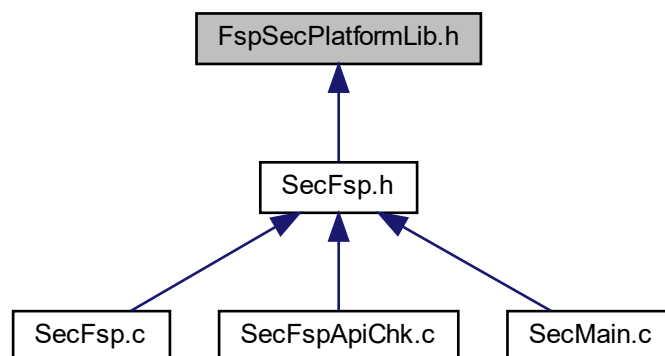 FspSecPlatformLib.h
SecFsp.h
SecFsp.c
SecFspApiChk.c
SecMain.c